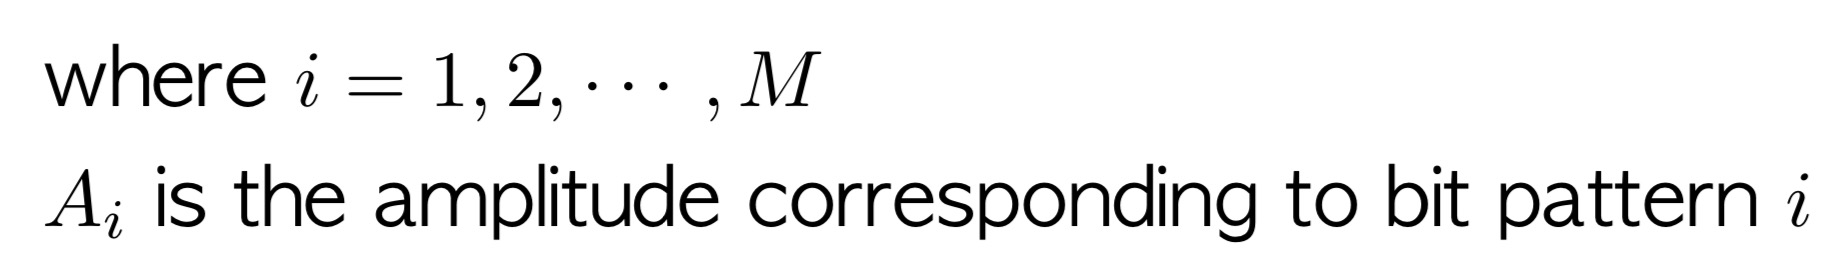 where i = 1, 2, ⋯ , M
A_i is the amplitude corresponding to bit pattern i